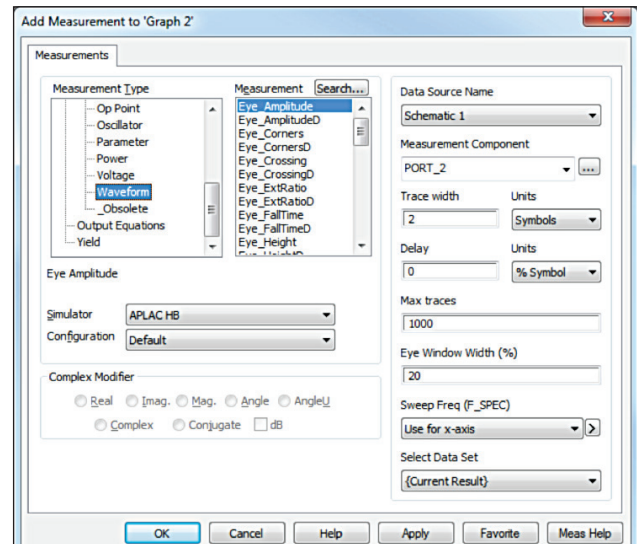 Add Measurement to 'Graph 2'
Measurements
Measurement Type
Op Point
Oscillator
Parameter
Power
Voltage
Waveform
_Obsolete
Output Equations
Yield
Measurement
Search...
Eye_Amplitude
Eye_AmplitudeD
Eye_Corners
Eye_CornersD
Eye_Crossing
Eye_CrossingD
Eye_ExtRatio
Eye_ExtRatioD
Eye_FallTime
Eye_FallTimeD
Eye_Height
Eye_HeightD
Eye Amplitude
Simulator
APLAC HB
Configuration
Default
Complex Modifier
Real
Imag.
Mag.
Angle
AngleU
Complex
Conjugate
dB
Data Source Name
Schematic 1
Measurement Component
PORT_2
...
Trace width
Units
2
Symbols
Delay
Units
0
% Symbol
Max traces
1000
Eye Window Width (%)
20
Sweep Freq (F_SPEC)
Use for x-axis
>
Select Data Set
{Current Result}
OK
Cancel
Help
Apply
Favorite
Meas Help